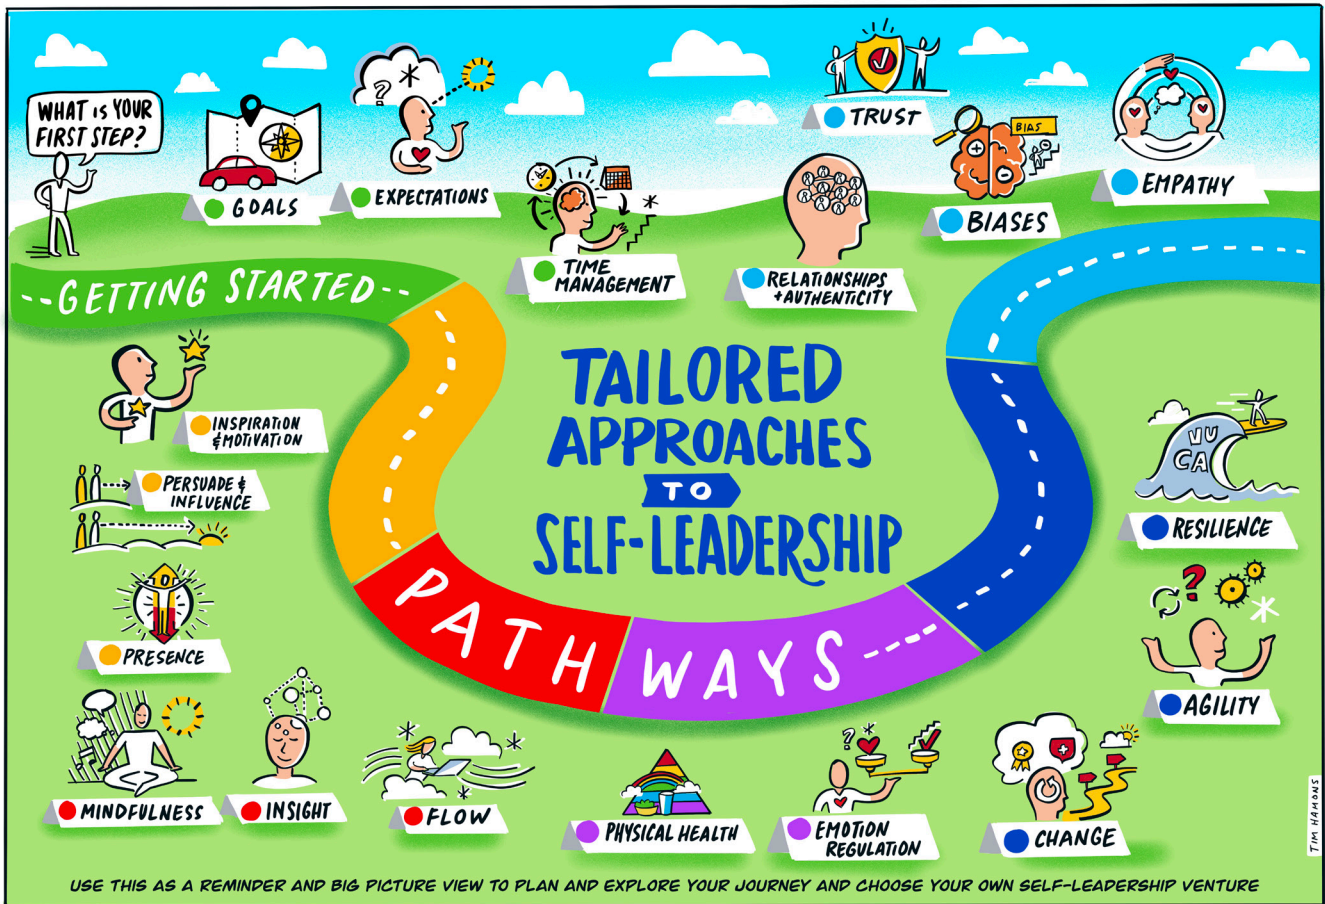 WHAT IS YOUR
FIRST STEP?
GOALS
EXPECTATIONS
?
TIME
MANAGEMENT
TRUST
RELATIONSHIPS
+AUTHENTICITY
BIAS
BIASES
EMPATHY
GETTING STARTED
TAILORED
APPROACHES
TO
SELF-LEADERSHIP
INSPIRATION
& MOTIVATION
PERSUADE &
INFLUENCE
PRESENCE
MINDFULNESS
INSIGHT
FLOW
PATHWAYS
PHYSICAL HEALTH
?
EMOTION
REGULATION
CHANGE
?
AGILITY
VU
CA
RESILIENCE
TIM HAMONS
USE THIS AS A REMINDER AND BIG PICTURE VIEW TO PLAN AND EXPLORE YOUR JOURNEY AND CHOOSE YOUR OWN SELF-LEADERSHIP VENTURE